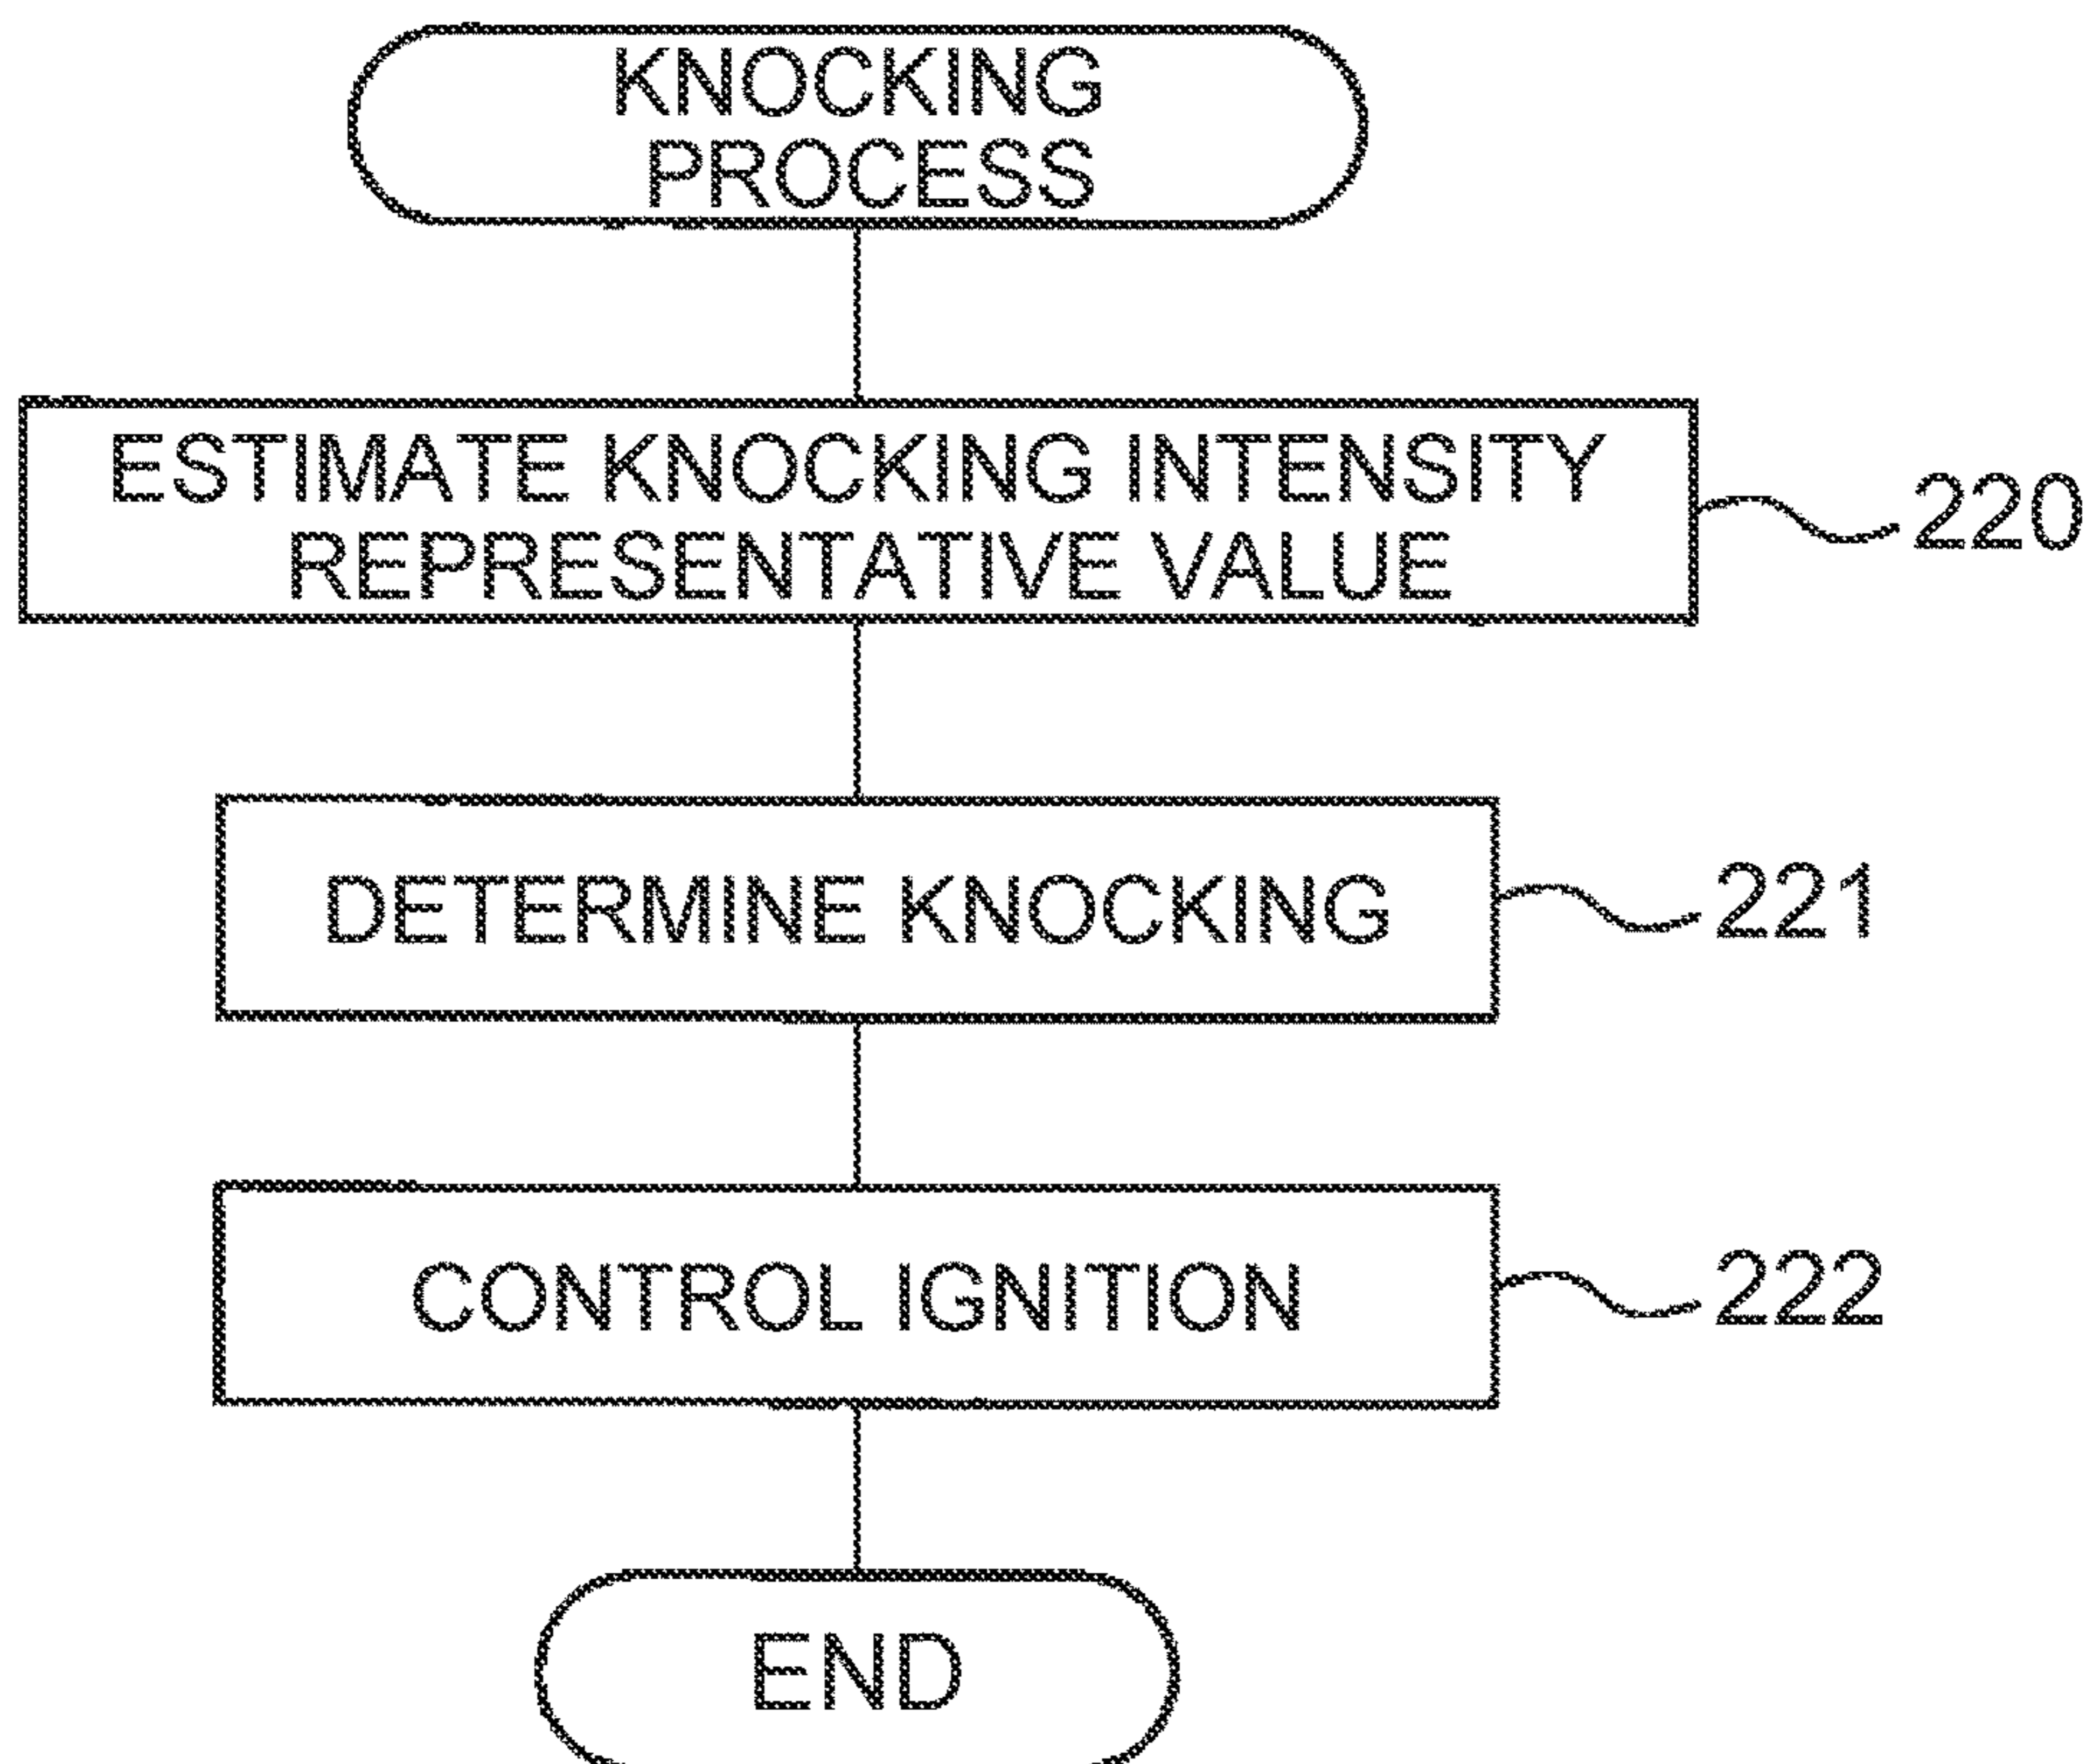 KNOCKING
PROCESS
ESTIMATE KNOCKING INTENSITY
REPRESENTATIVE VALUE
220
DETERMINE KNOCKING
221
CONTROL IGNITION
222
END